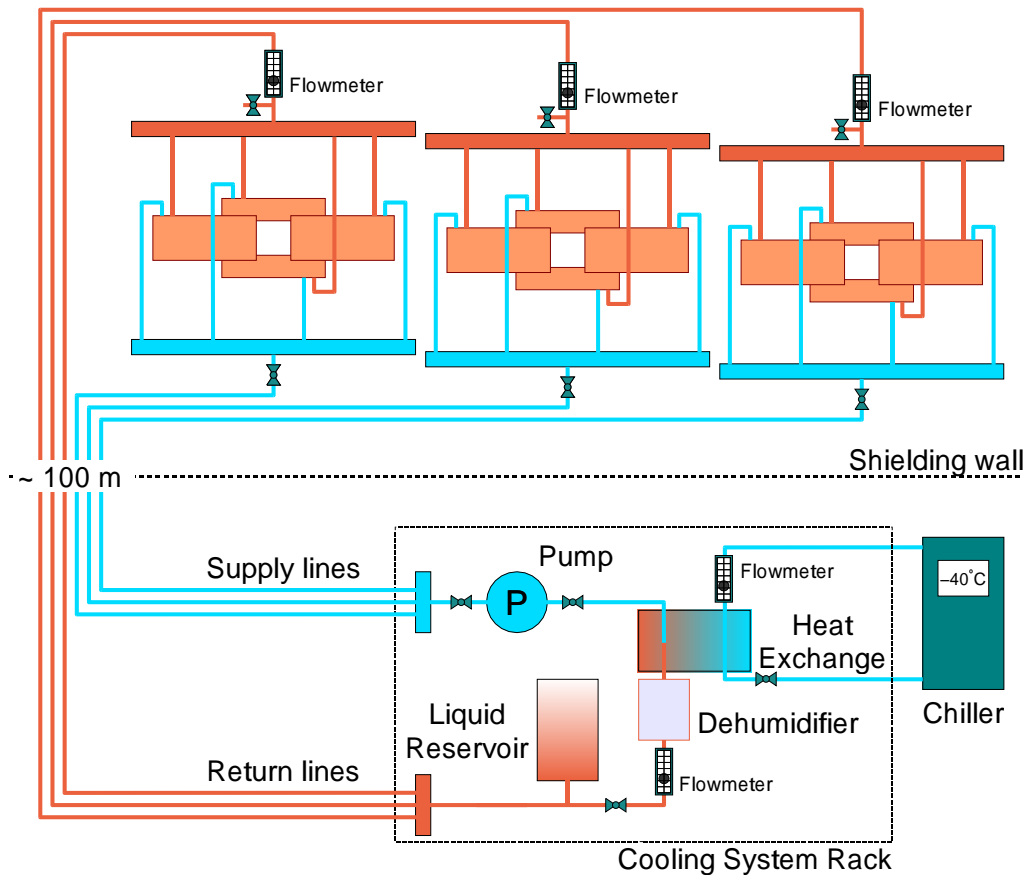 Flowmeter
Flowmeter
Flowmeter
Shielding wall
~ 100 m
Supply lines
Pump
P
Flowmeter
–40°C
Heat
Exchange
Chiller
Liquid
Reservoir
Dehumidifier
Return lines
Flowmeter
Cooling System Rack